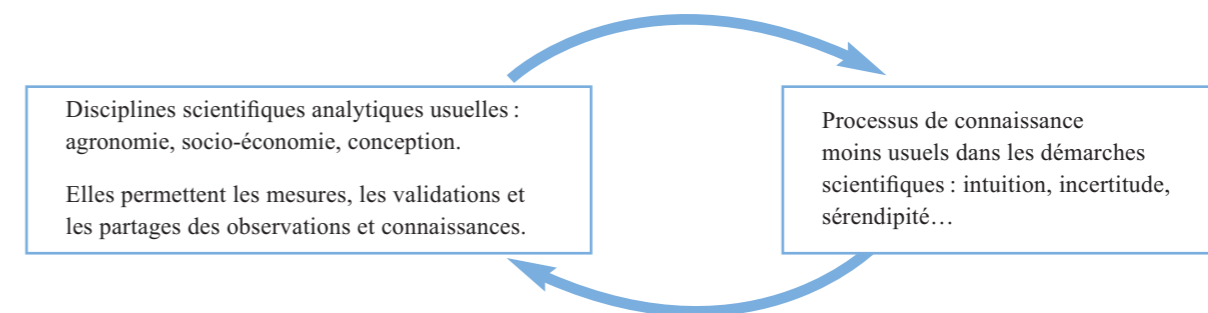 Disciplines scientifiques analytiques usuelles :
agronomie, socio-économie, conception.
Elles permettent les mesures, les validations et
les partages des observations et connaissances.
Processus de connaissance
moins usuels dans les démarches
scientifiques : intuition, incertitude,
sérendipité…